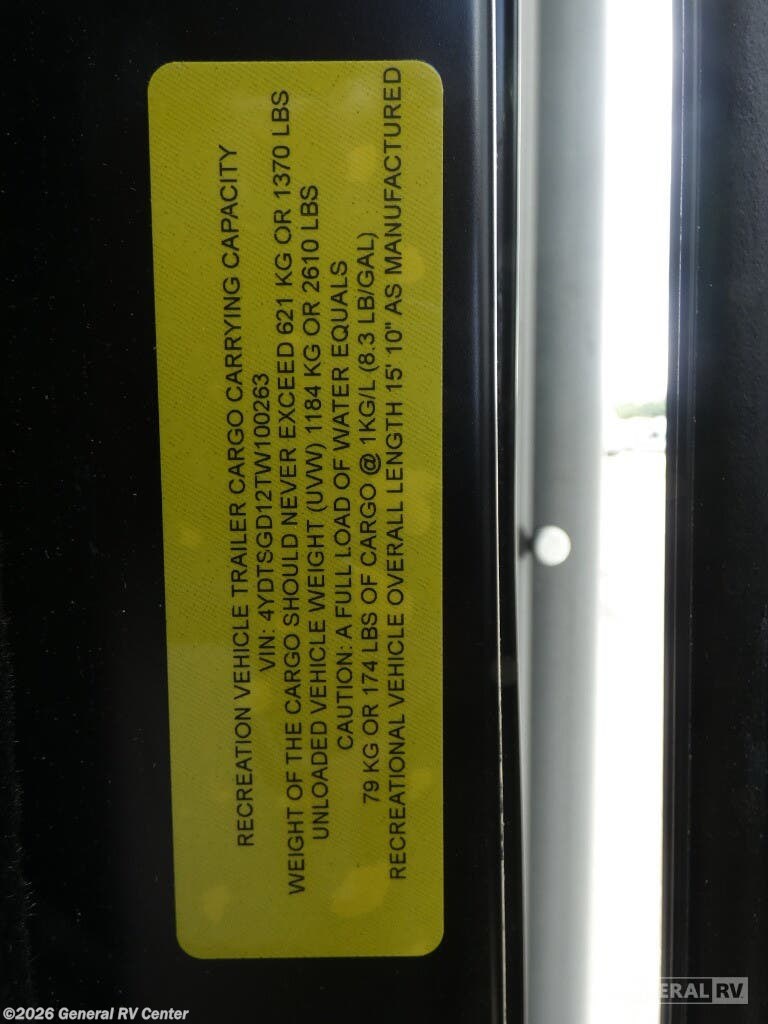 RECREATION VEHICLE TRAILER CARGO CARRYING CAPACITY
VIN: 4YDTSGD12TW100263
WEIGHT OF THE CARGO SHOULD NEVER EXCEED 621 KG OR 1370 LBS
UNLOADED VEHICLE WEIGHT (UVW) 1184 KG OR 2610 LBS
CAUTION: A FULL LOAD OF WATER EQUALS
79 KG OR 174 LBS OF CARGO @ 1KG/L (8.3 LB/GAL)
RECREATIONAL VEHICLE OVERALL LENGTH 15' 10" AS MANUFACTURED
©2026 General RV Center
GENERAL RV